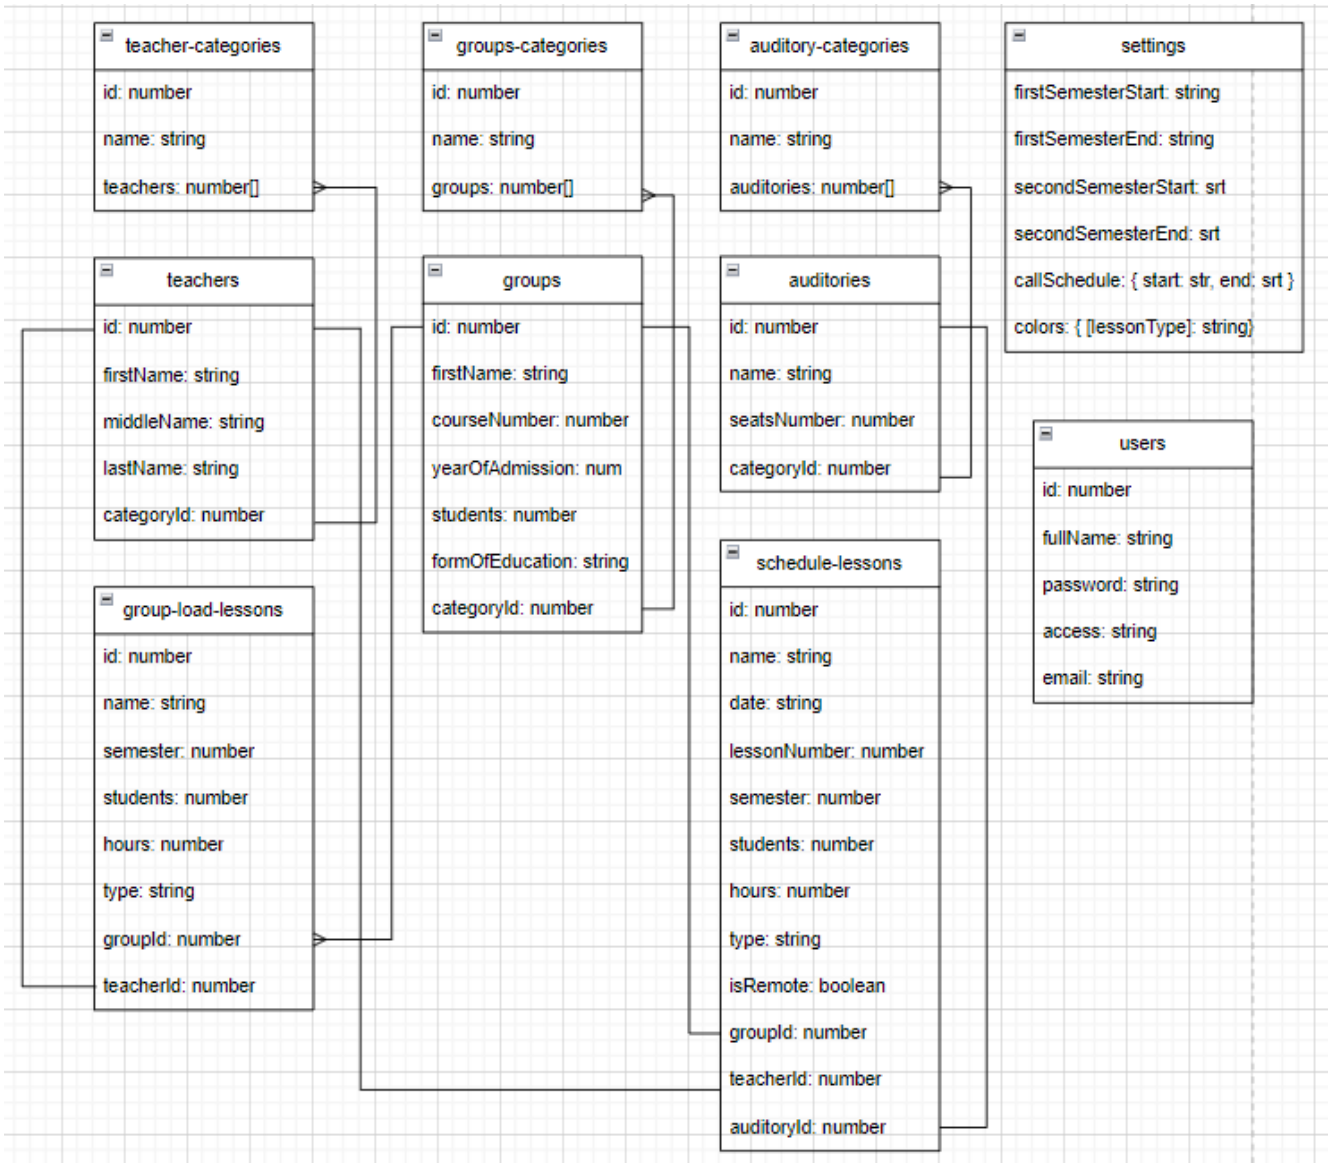 teacher-categories
id: number
name: string
teachers: number[]
groups-categories
id: number
name: string
groups: number[]
auditory-categories
id: number
name: string
auditories: number[]
settings
firstSemesterStart: string
firstSemesterEnd: string
secondSemesterStart: srt
secondSemesterEnd: srt
callSchedule: { start: str, end: srt }
colors: { [lessonType]: string}
teachers
id: number
firstName: string
middleName: string
lastName: string
categoryId: number
groups
id: number
firstName: string
courseNumber: number
yearOfAdmission: num
students: number
formOfEducation: string
categoryId: number
auditories
id: number
name: string
seatsNumber: number
categoryId: number
users
id: number
fullName: string
password: string
access: string
email: string
group-load-lessons
id: number
name: string
semester: number
students: number
hours: number
type: string
groupId: number
teacherId: number
schedule-lessons
id: number
name: string
date: string
lessonNumber: number
semester: number
students: number
hours: number
type: string
isRemote: boolean
groupId: number
teacherId: number
auditoryId: number